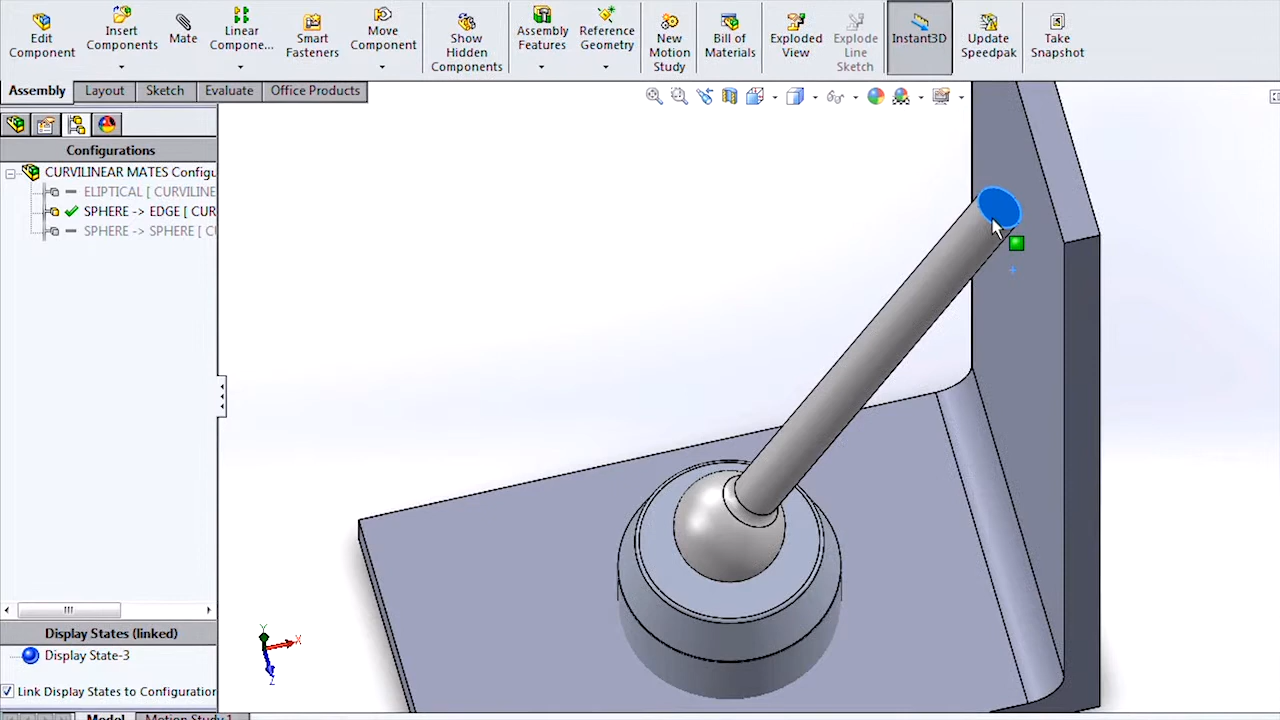 Edit
Component
Insert
Components
Mate
Linear
Compone...
Smart
Fasteners
Move
Component
Show
Hidden
Components
Assembly
Features
Reference
Geometry
New
Motion
Study
Bill of
Materials
Exploded
View
Explode
Line
Sketch
Instant3D
Update
Speedpak
Take
Snapshot
Assembly Layout Sketch Evaluate Office Products
Configurations
CURVILINEAR MATES Configu
ELIPTICAL [ CURVILINE
SPHERE -> EDGE [ CUR
SPHERE -> SPHERE [ C
Y
X
Z
Display States (linked)
Display State-3
Link Display States to Configuration
Model Motion Study 1